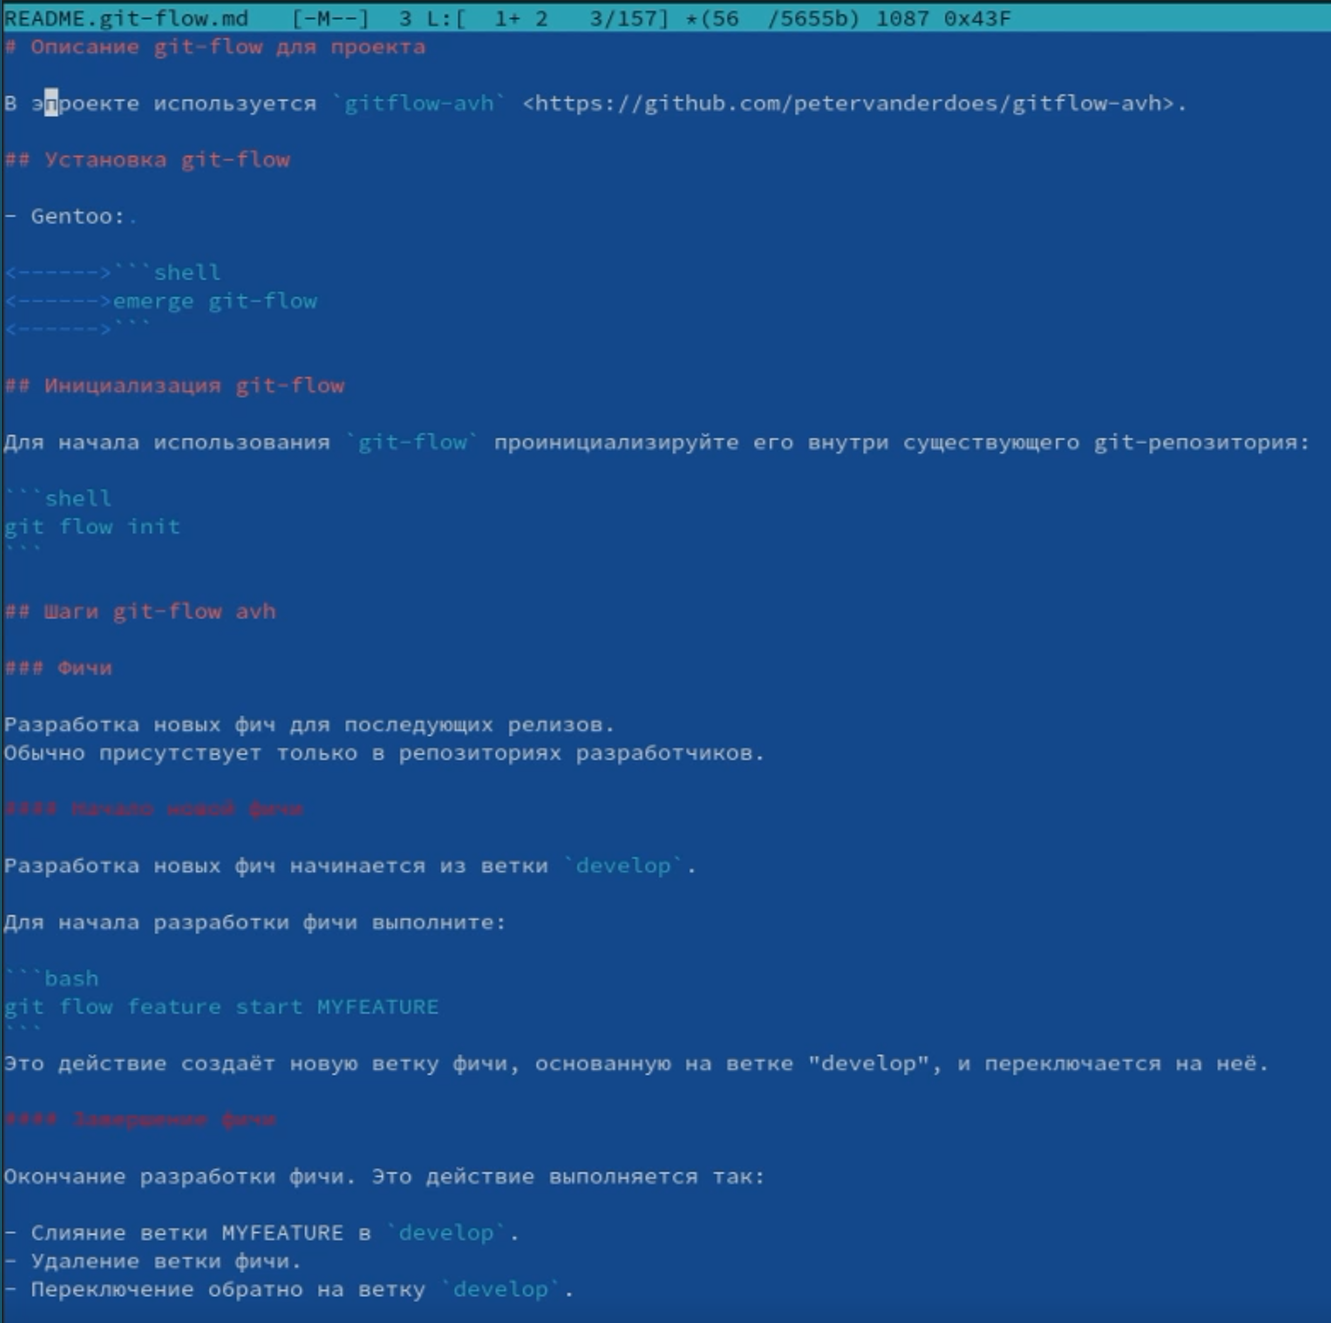 README.git-flow.md   [-M--]  3 L:[  1+ 2   3/157] *(56  /5655b) 1087 0x43F
# Описание git-flow для проекта
В эпроекте используется `gitflow-avh` <https://github.com/petervanderdoes/gitflow-avh>.
## Установка git-flow
- Gentoo:.
<------>```shell
<------>emerge git-flow
<------>```
## Инициализация git-flow
Для начала использования `git-flow` проинициализируйте его внутри существующего git-репозитория:
```shell
git flow init
```
## Шаги git-flow avh
### Фичи
Разработка новых фич для последующих релизов.
Обычно присутствует только в репозиториях разработчиков.
#### Начало новой фичи
Разработка новых фич начинается из ветки `develop`.
Для начала разработки фичи выполните:
```bash
git flow feature start MYFEATURE
```
Это действие создаёт новую ветку фичи, основанную на ветке "develop", и переключается на неё.
#### Завершение фичи
Окончание разработки фичи. Это действие выполняется так:
- Слияние ветки MYFEATURE в `develop`.
- Удаление ветки фичи.
- Переключение обратно на ветку `develop`.